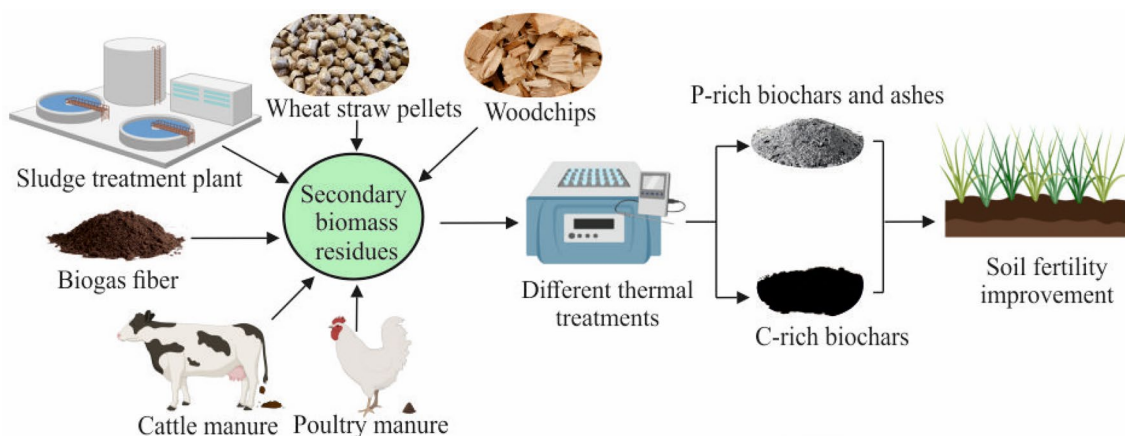 Wheat straw pellets
Woodchips
Sludge treatment plant
Secondary
biomass
residues
Biogas fiber
Cattle manure
Poultry manure
Different thermal
treatments
P-rich biochars and ashes
C-rich biochars
Soil fertility
improvement